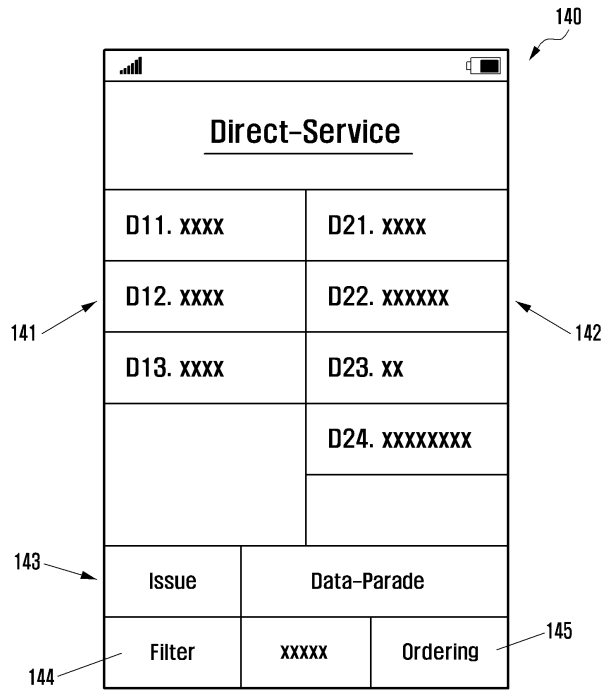 140
Direct-Service
D11. xxxx D21. xxxx
D12. xxxx D22. xxxxxx
141 142
D13. xxxx D23. xx
D24. xxxxxxxx
143 Issue Data-Parade
144 Filter xxxxx Ordering 145